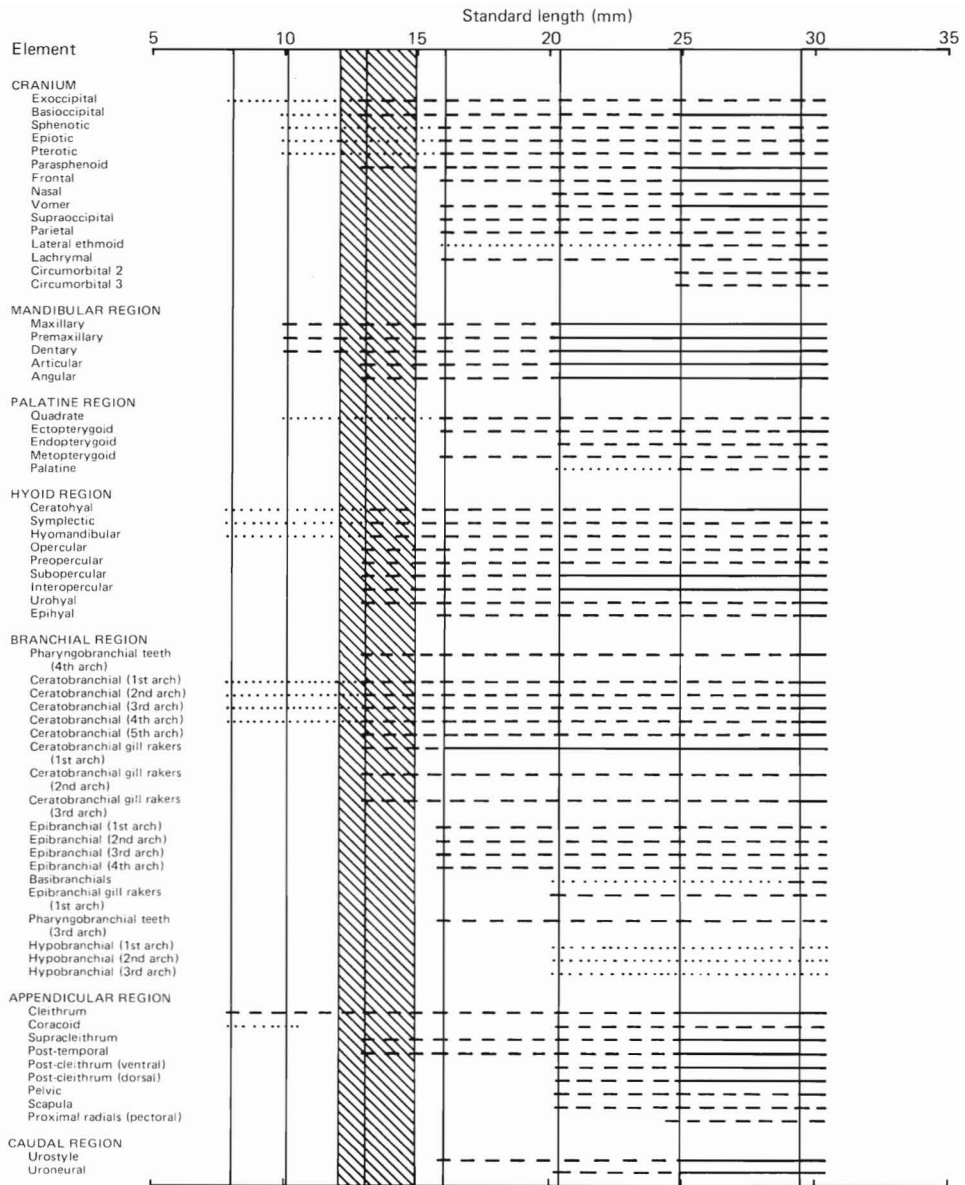 Standard length (mm)
Element 5 10 15 20 25 30 35
CRANIUM
Exoccipital
Basioccipital
Sphenotic
Epiotic
Pterotic
Parasphenoid
Frontal
Nasal
Vomer
Supraoccipital
Parietal
Lateral ethmoid
Lachrymal
Circumorbital 2
Circumorbital 3
MANDIBULAR REGION
Maxillary
Premaxillary
Dentary
Articular
Angular
PALATINE REGION
Quadrate
Ectopterygoid
Endopterygoid
Metopterygoid
Palatine
HYOID REGION
Ceratohyal
Symplectic
Hyomandibular
Opercular
Preopercular
Subopercular
Interopercular
Urohyal
Epihyal
BRANCHIAL REGION
Pharyngobranchial teeth
(4th arch)
Ceratobranchial (1st arch)
Ceratobranchial (2nd arch)
Ceratobranchial (3rd arch)
Ceratobranchial (4th arch)
Ceratobranchial (5th arch)
Ceratobranchial gill rakers
(1st arch)
Ceratobranchial gill rakers
(2nd arch)
Ceratobranchial gill rakers
(3rd arch)
Epibranchial (1st arch)
Epibranchial (2nd arch)
Epibranchial (3rd arch)
Epibranchial (4th arch)
Basibranchials
Epibranchial gill rakers
(1st arch)
Pharyngobranchial teeth
(3rd arch)
Hypobranchial (1st arch)
Hypobranchial (2nd arch)
Hypobranchial (3rd arch)
APPENDICULAR REGION
Cleithrum
Coracoid
Supracleithrum
Post-temporal
Post-cleithrum (ventral)
Post-cleithrum (dorsal)
Pelvic
Scapula
Proximal radials (pectoral)
CAUDAL REGION
Urostyle
Uroneural